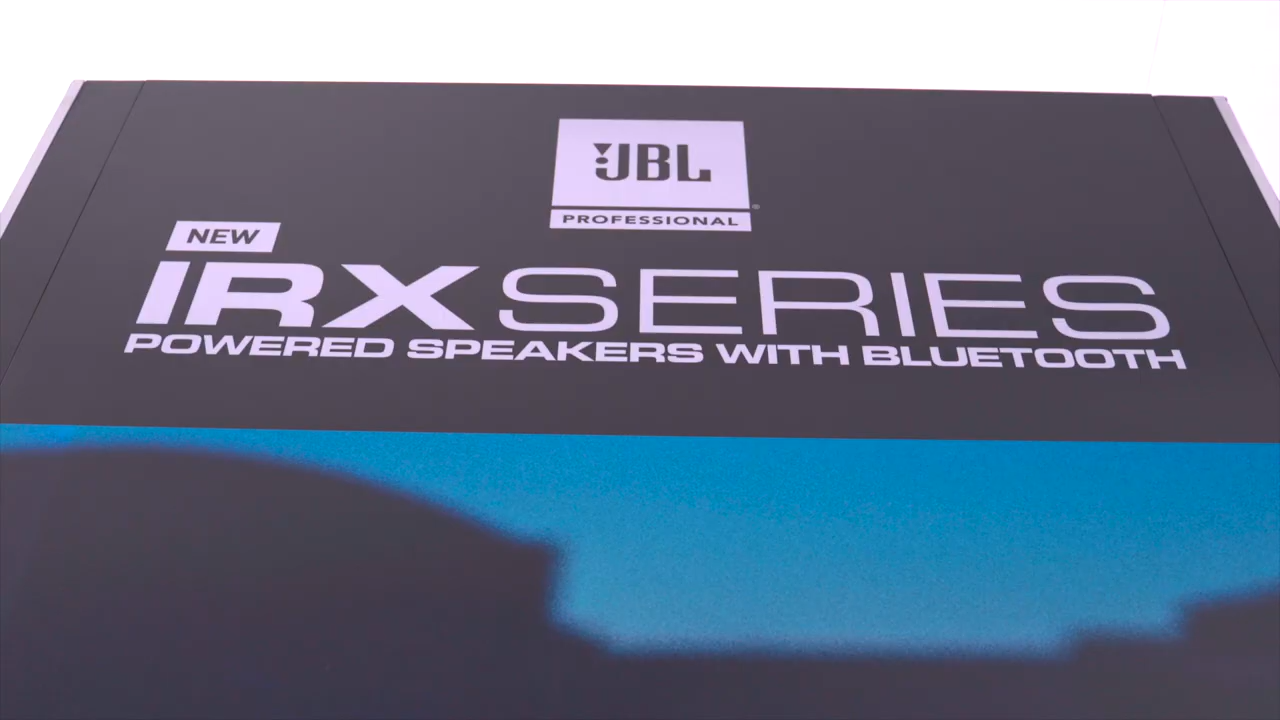 JBL
PROFESSIONAL®
NEW
IRX SERIES
POWERED SPEAKERS WITH BLUETOOTH